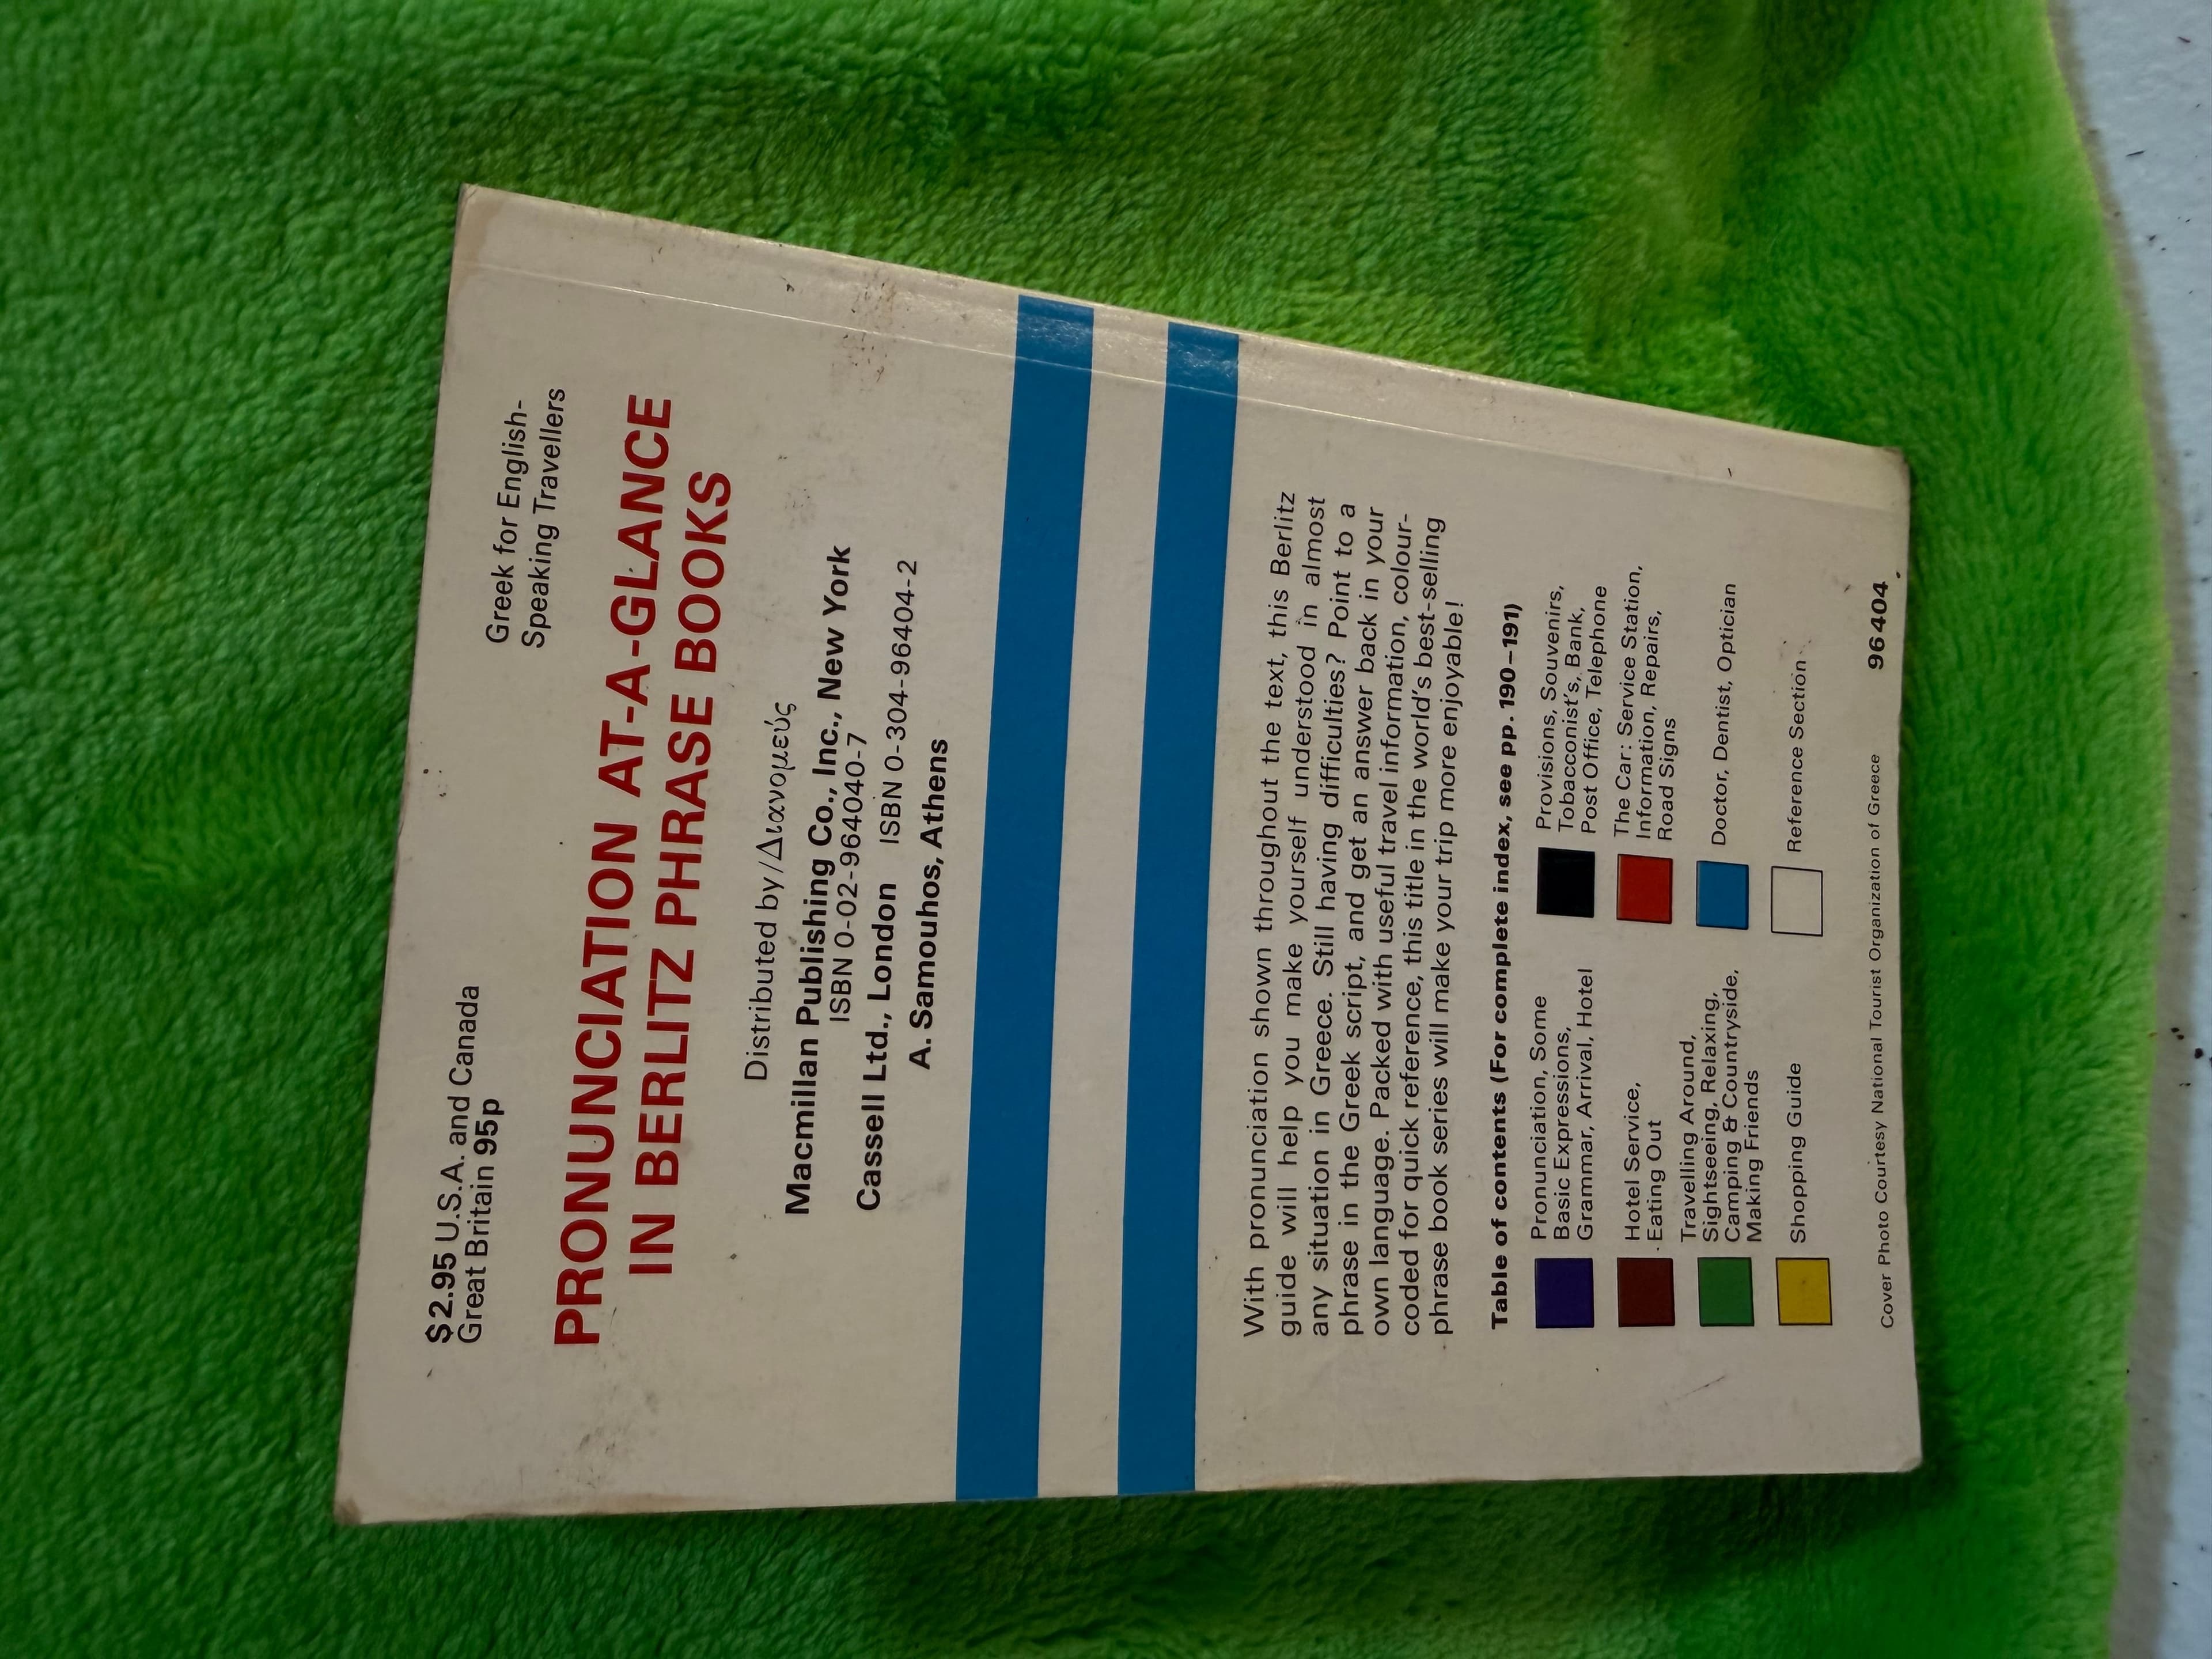 $2.95 U.S.A. and Canada
Great Britain 95p
Greek for English-
Speaking Travellers
PRONUNCIATION AT-A-GLANCE
IN BERLITZ PHRASE BOOKS
Distributed by/Διανομεύς
Macmillan Publishing Co., Inc., New York
ISBN 0-02-964040-7
Cassell Ltd., London ISBN 0-304-96404-2
A. Samouhos, Athens
With pronunciation shown throughout the text, this Berlitz
guide will help you make yourself understood in almost
any situation in Greece. Still having difficulties? Point to a
phrase in the Greek script, and get an answer back in your
own language. Packed with useful travel information, colour-
coded for quick reference, this title in the world's best-selling
phrase book series will make your trip more enjoyable!
Table of contents (For complete index, see pp. 190–191)
Pronunciation, Some
Basic Expressions,
Grammar, Arrival, Hotel
Hotel Service,
Eating Out
Travelling Around,
Sightseeing, Relaxing,
Camping & Countryside,
Making Friends
Shopping Guide
Provisions, Souvenirs,
Tobacconist's, Bank,
Post Office, Telephone
The Car: Service Station,
Information, Repairs,
Road Signs
Doctor, Dentist, Optician
Reference Section
Cover Photo Courtesy National Tourist Organization of Greece
96404